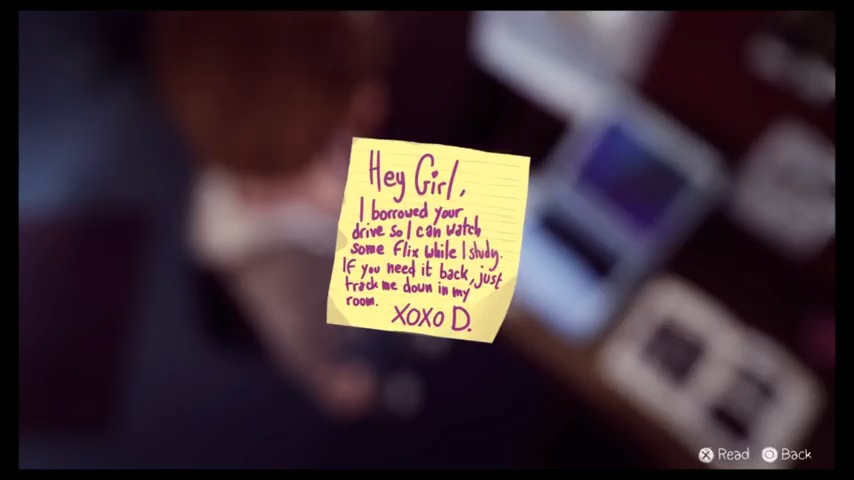 Hey Girl,
I borrowed your
drive so I can watch
some Flix while I study.
If you need it back, just
track me down in my
room.
XOXO D.
Read Back